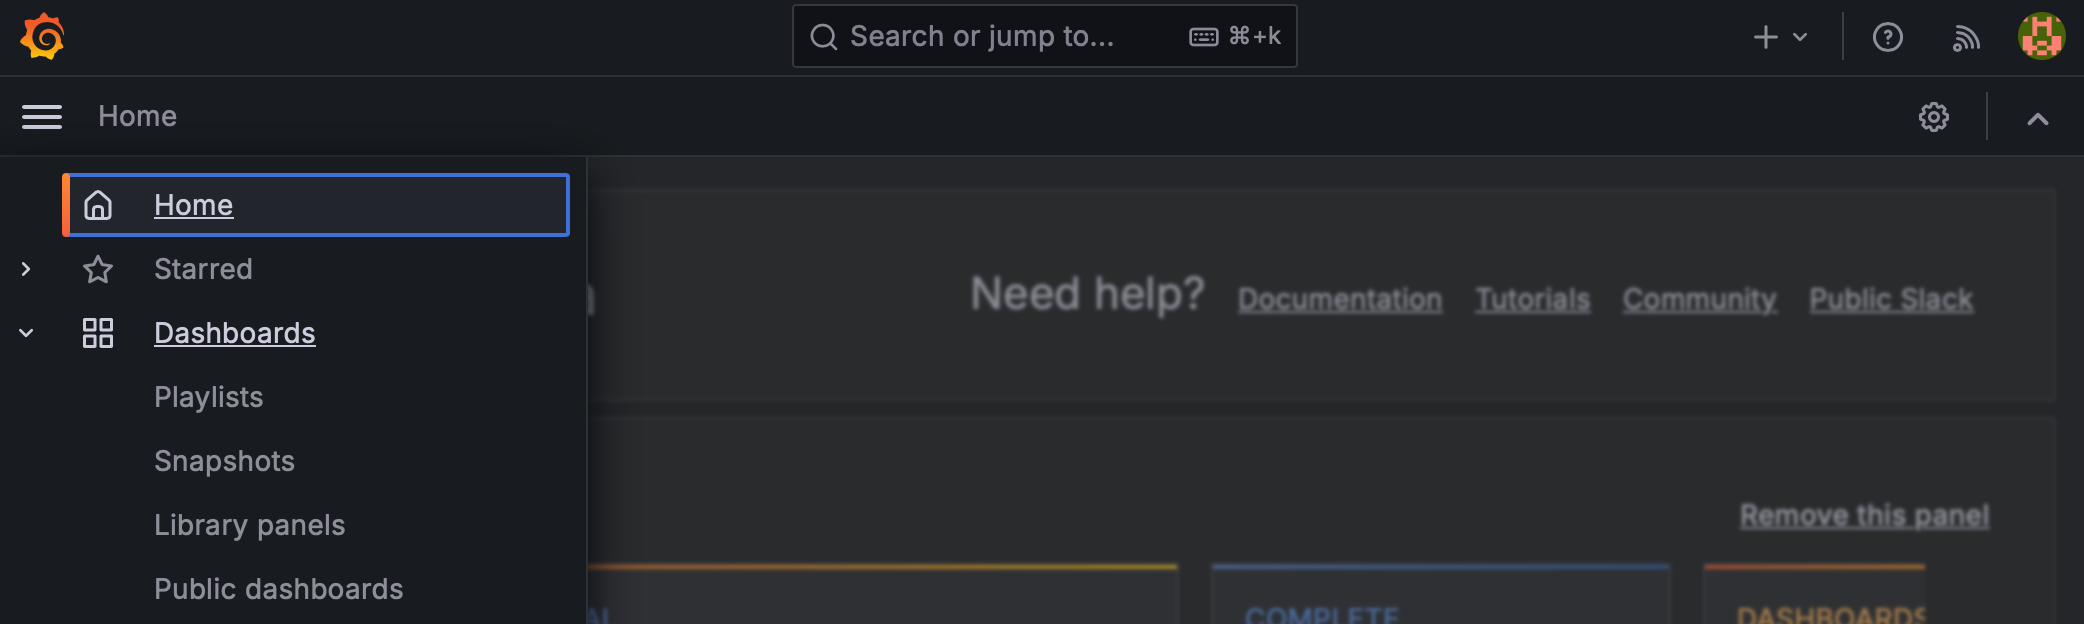 Search or jump to... ⌘+k
Home
Home
Starred
Need help? Documentation Tutorials Community Public Slack
Dashboards
Playlists
Snapshots
Library panels
Remove this panel
Public dashboards
COMPLETE
DASHBOARDS